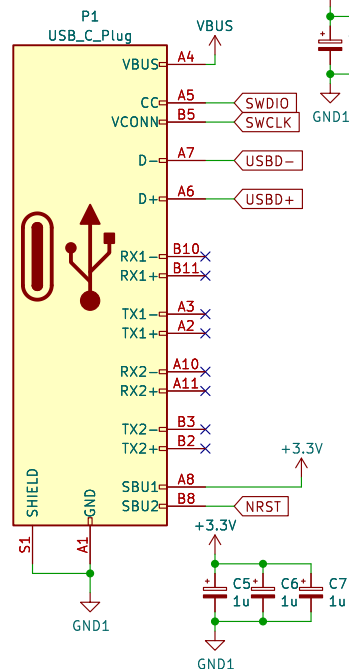 P1
USB_C_Plug
VBUS
VBUS A4
GND1
CC A5 SWDIO
VCONN B5 SWCLK
D- A7 USBD-
D+ A6 USBD+
RX1- B10
RX1+ B11
TX1- A3
TX1+ A2
RX2- A10
RX2+ A11
TX2- B3
TX2+ B2
+3.3V
SBU1 A8
SBU2 B8 NRST
SHIELD
GND
S1
A1
+3.3V
C5 C6 C7
1u 1u 1u
GND1
GND1